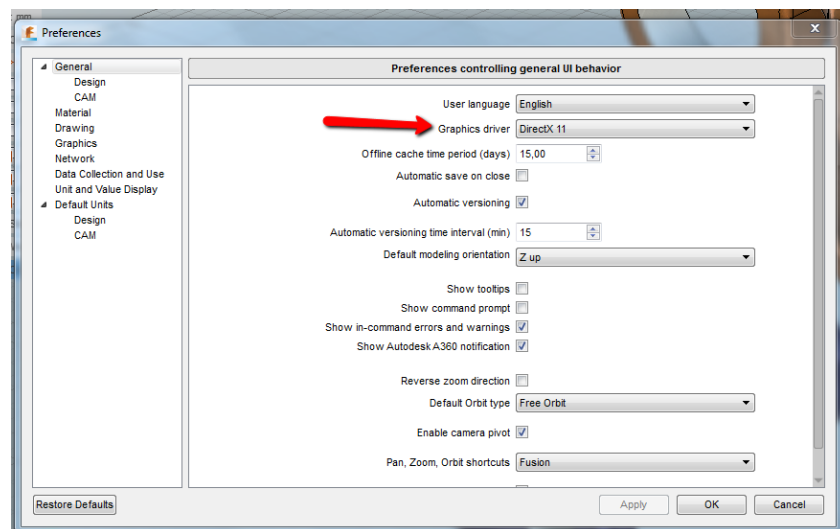 mm
Preferences
General
Design
CAM
Material
Drawing
Graphics
Network
Data Collection and Use
Unit and Value Display
Default Units
Design
CAM
Preferences controlling general UI behavior
User language English
Graphics driver DirectX 11
Offline cache time period (days) 15,00
Automatic save on close
Automatic versioning
Automatic versioning time interval (min) 15
Default modeling orientation Z up
Show tooltips
Show command prompt
Show in-command errors and warnings
Show Autodesk A360 notification
Reverse zoom direction
Default Orbit type Free Orbit
Enable camera pivot
Pan, Zoom, Orbit shortcuts Fusion
Restore Defaults
Apply OK Cancel